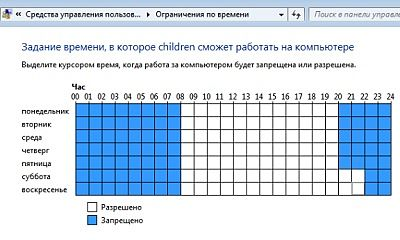 « Средства управления пользо... ▸ Ограничения по времени
Поиск в панели управле
Задание времени, в которое children сможет работать на компьютере
Выделите курсором время, когда работа за компьютером будет запрещена или разрешена.
Час
00 01 02 03 04 05 06 07 08 09 10 11 12 13 14 15 16 17 18 19 20 21 22 23 24
понедельник
вторник
среда
четверг
пятница
суббота
воскресенье
Разрешено
Запрещено